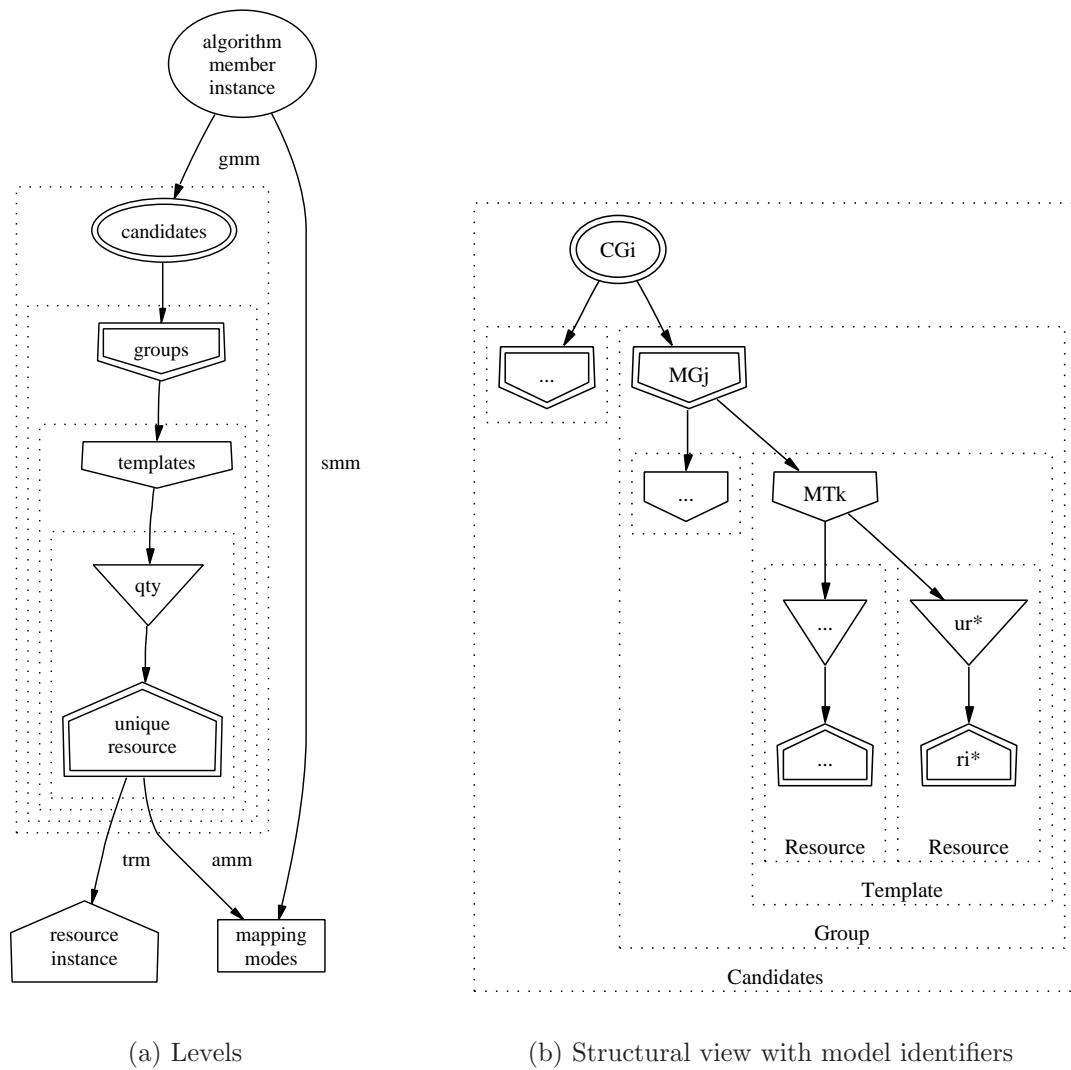 algorithm
member
instance
gmm
candidates
groups
templates
smm
qty
unique
resource
trm
amm
resource
instance
mapping
modes
(a) Levels
CGi
...
MGj
...
MTk
...
ur*
...
ri*
Resource
Resource
Template
Group
Candidates
(b) Structural view with model identifiers